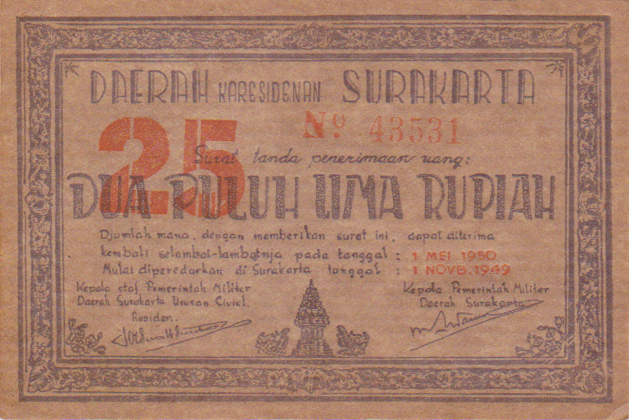 DAERAH KARESIDENAN SURAKARTA
25
No 43531
Surat tanda penerimaan uang:
DUA PULUH LIMA RUPIAH
Djumlah mana, dengan memberikan surat ini, dapat diterima
kembali selambat-lambatnja pada tanggal : 1 MEI 1950
Mulai diperedarkan di Surakarta tanggal : 1 NOVB. 1949
Kepala staf Pemerintah Militer
Daerah Surakarta Urusan Civiel.
Residen.
Kepala Pemerintah Militer
Daerah Surakarta